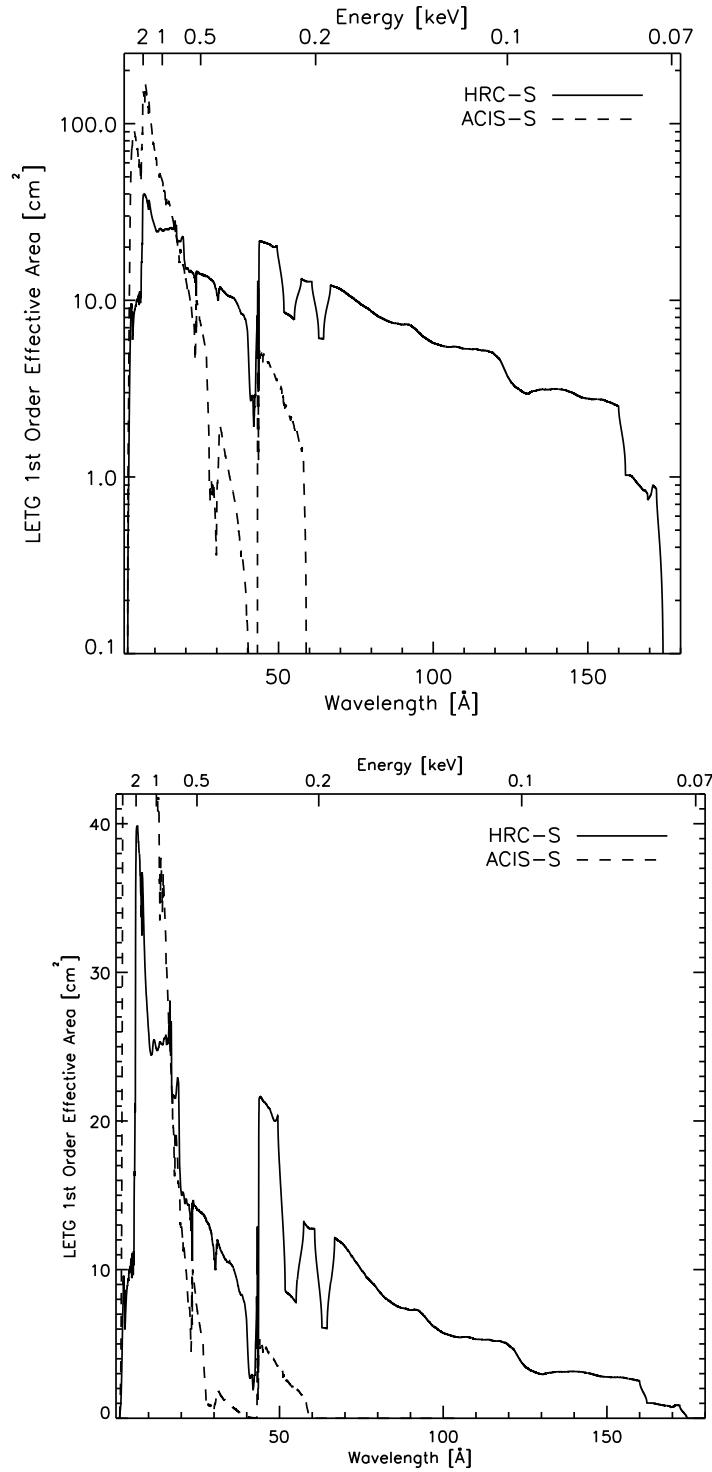 Energy [keV]
2 1 0.5 0.2 0.1 0.07
HRC-S
ACIS-S
100.0
10.0
1.0
0.1
LETG 1st Order Effective Area [cm²]
50 100 150
Wavelength [Å]
Energy [keV]
2 1 0.5 0.2 0.1 0.07
HRC-S
ACIS-S
40
30
20
10
0
LETG 1st Order Effective Area [cm²]
50 100 150
Wavelength [Å]